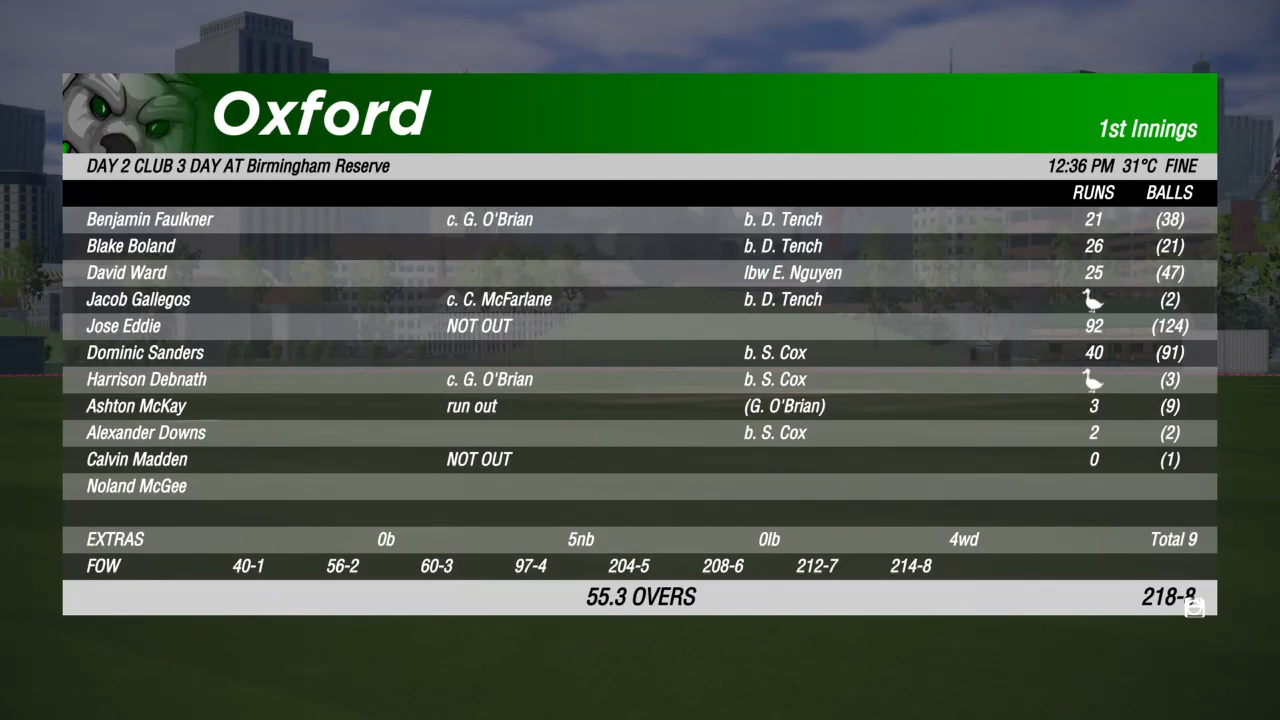 Oxford
1st Innings
DAY 2 CLUB 3 DAY AT Birmingham Reserve 12:36 PM 31°C FINE
RUNS BALLS
Benjamin Faulkner c. G. O'Brian b. D. Tench 21 (38)
Blake Boland b. D. Tench 26 (21)
David Ward lbw E. Nguyen 25 (47)
Jacob Gallegos c. C. McFarlane b. D. Tench (2)
Jose Eddie NOT OUT 92 (124)
Dominic Sanders b. S. Cox 40 (91)
Harrison Debnath c. G. O'Brian b. S. Cox (3)
Ashton McKay run out (G. O'Brian) 3 (9)
Alexander Downs b. S. Cox 2 (2)
Calvin Madden NOT OUT 0 (1)
Noland McGee
EXTRAS 0b 5nb 0lb 4wd Total 9
FOW 40-1 56-2 60-3 97-4 204-5 208-6 212-7 214-8
55.3 OVERS 218-8